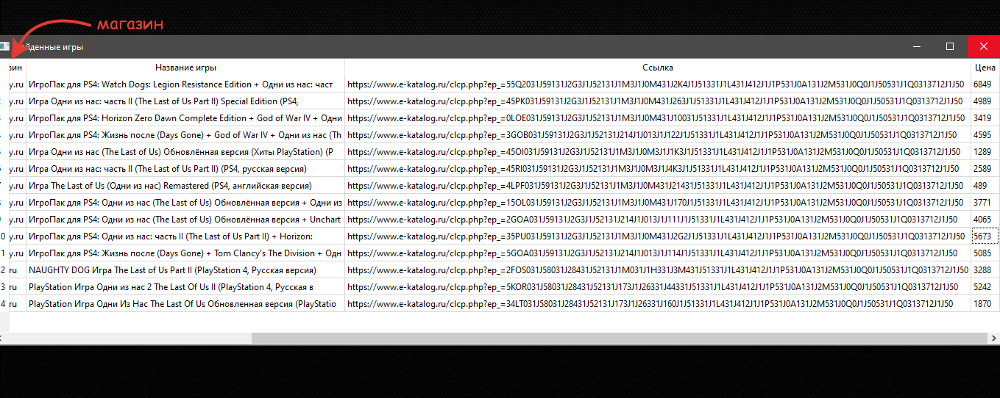 магазин
йденные игры
зин Название игры Ссылка Цена
y.ru ИгроПак для PS4: Watch Dogs: Legion Resistance Edition + Одни из нас: част https://www.e-katalog.ru/clcp.php?ep_=55Q2031J59131J2G3J1J52131J1M3J1J0M431J2K4J1J51331J1L431J412J1J1P531J0A131J2M531J0Q0J1J50531J1Q0313712J1J50 6849
2 y.ru Игра Одни из нас: часть II (The Last of Us Part II) Special Edition (PS4, https://www.e-katalog.ru/clcp.php?ep_=45PK031J59131J2G3J1J52131J1M3J1J0M431J263J1J51331J1L431J412J1J1P531J0A131J2M531J0Q0J1J50531J1Q0313712J1J50 4989
3 y.ru ИгроПак для PS4: Horizon Zero Dawn Complete Edition + God of War IV + Одни https://www.e-katalog.ru/clcp.php?ep_=0LOE031J59131J2G3J1J52131J1M3J1J0M431J10031J51331J1L431J412J1J1P531J0A131J2M531J0Q0J1J50531J1Q0313712J1J50 3419
4 y.ru ИгроПак для PS4: Жизнь после (Days Gone) + God of War IV + Одни из нас (Th https://www.e-katalog.ru/clcp.php?ep_=3GOB031J59131J2G3J1J52131J214J1J013J1J122J1J51331J1L431J412J1J1P531J0A131J2M531J0Q0J1J50531J1Q0313712J1J50 4595
5 y.ru Игра Одни из нас (The Last of Us) Обновлённая версия (Хиты PlayStation) (P https://www.e-katalog.ru/clcp.php?ep_=45OI031J59131J2G3J1J52131J1M3J1J0M3J1J1K3J1J51331J1L431J412J1J1P531J0A131J2M531J0Q0J1J50531J1Q0313712J1J50 1289
6 y.ru Игра Одни из нас: часть II (The Last of Us Part II) (PS4, русская версия) https://www.e-katalog.ru/clcp.php?ep_=45RI031J59131J2G3J1J52131J1M3J1J0M3J1J4K3J1J51331J1L431J412J1J1P531J0A131J2M531J0Q0J1J50531J1Q0313712J1J50 2589
7 y.ru Игра The Last of Us (Одни из нас) Remastered (PS4, английская версия) https://www.e-katalog.ru/clcp.php?ep_=4LPF031J59131J2G3J1J52131J1M3J1J0M431J21431J51331J1L431J412J1J1P531J0A131J2M531J0Q0J1J50531J1Q0313712J1J50 489
8 y.ru ИгроПак для PS4: Одни из нас (The Last of Us) Обновлённая версия + Одни из https://www.e-katalog.ru/clcp.php?ep_=15OL031J59131J2G3J1J52131J1M3J1J0M431J170J1J51331J1L431J412J1J1P531J0A131J2M531J0Q0J1J50531J1Q0313712J1J50 3771
9 y.ru ИгроПак для PS4: Одни из нас (The Last of Us) Обновлённая версия + Unchart https://www.e-katalog.ru/clcp.php?ep_=2GOA031J59131J2G3J1J52131J214J1J013J1J111J1J51331J1L431J412J1J1P531J0A131J2M531J0Q0J1J50531J1Q0313712J1J50 4065
0 y.ru ИгроПак для PS4: Одни из нас: часть II (The Last of Us Part II) + Horizon: https://www.e-katalog.ru/clcp.php?ep_=35PU031J59131J2G3J1J52131J1M3J1J0M431J2G2J1J51331J1L431J412J1J1P531J0A131J2M531J0Q0J1J50531J1Q0313712J1J50 5673
1 y.ru ИгроПак для PS4: Жизнь после (Days Gone) + Tom Clancy's The Division + Одн https://www.e-katalog.ru/clcp.php?ep_=5GOA031J59131J2G3J1J52131J214J1J013J1J114J1J51331J1L431J412J1J1P531J0A131J2M531J0Q0J1J50531J1Q0313712J1J50 5085
2 ru NAUGHTY DOG Игра The Last of Us Part II (PlayStation 4, Русская версия) https://www.e-katalog.ru/clcp.php?ep_=2FOS031J58031J28431J52131J1M031J1H331J3M431J51331J1L431J412J1J1P531J0A131J2M531J0Q0J1J50531J1Q0313712J1J50 3288
3 ru PlayStation Игра Одни из нас 2 The Last Of Us II (PlayStation 4, Русская в https://www.e-katalog.ru/clcp.php?ep_=5KOR031J58031J28431J52131J173J1J26331J44331J51331J1L431J412J1J1P531J0A131J2M531J0Q0J1J50531J1Q0313712J1J50 5242
4 ru PlayStation Игра Одни Из Нас The Last Of Us Обновленная версия (PlayStatio https://www.e-katalog.ru/clcp.php?ep_=34LT031J58031J28431J52131J173J1J26331J160J1J51331J1L431J412J1J1P531J0A131J2M531J0Q0J1J50531J1Q0313712J1J50 1870